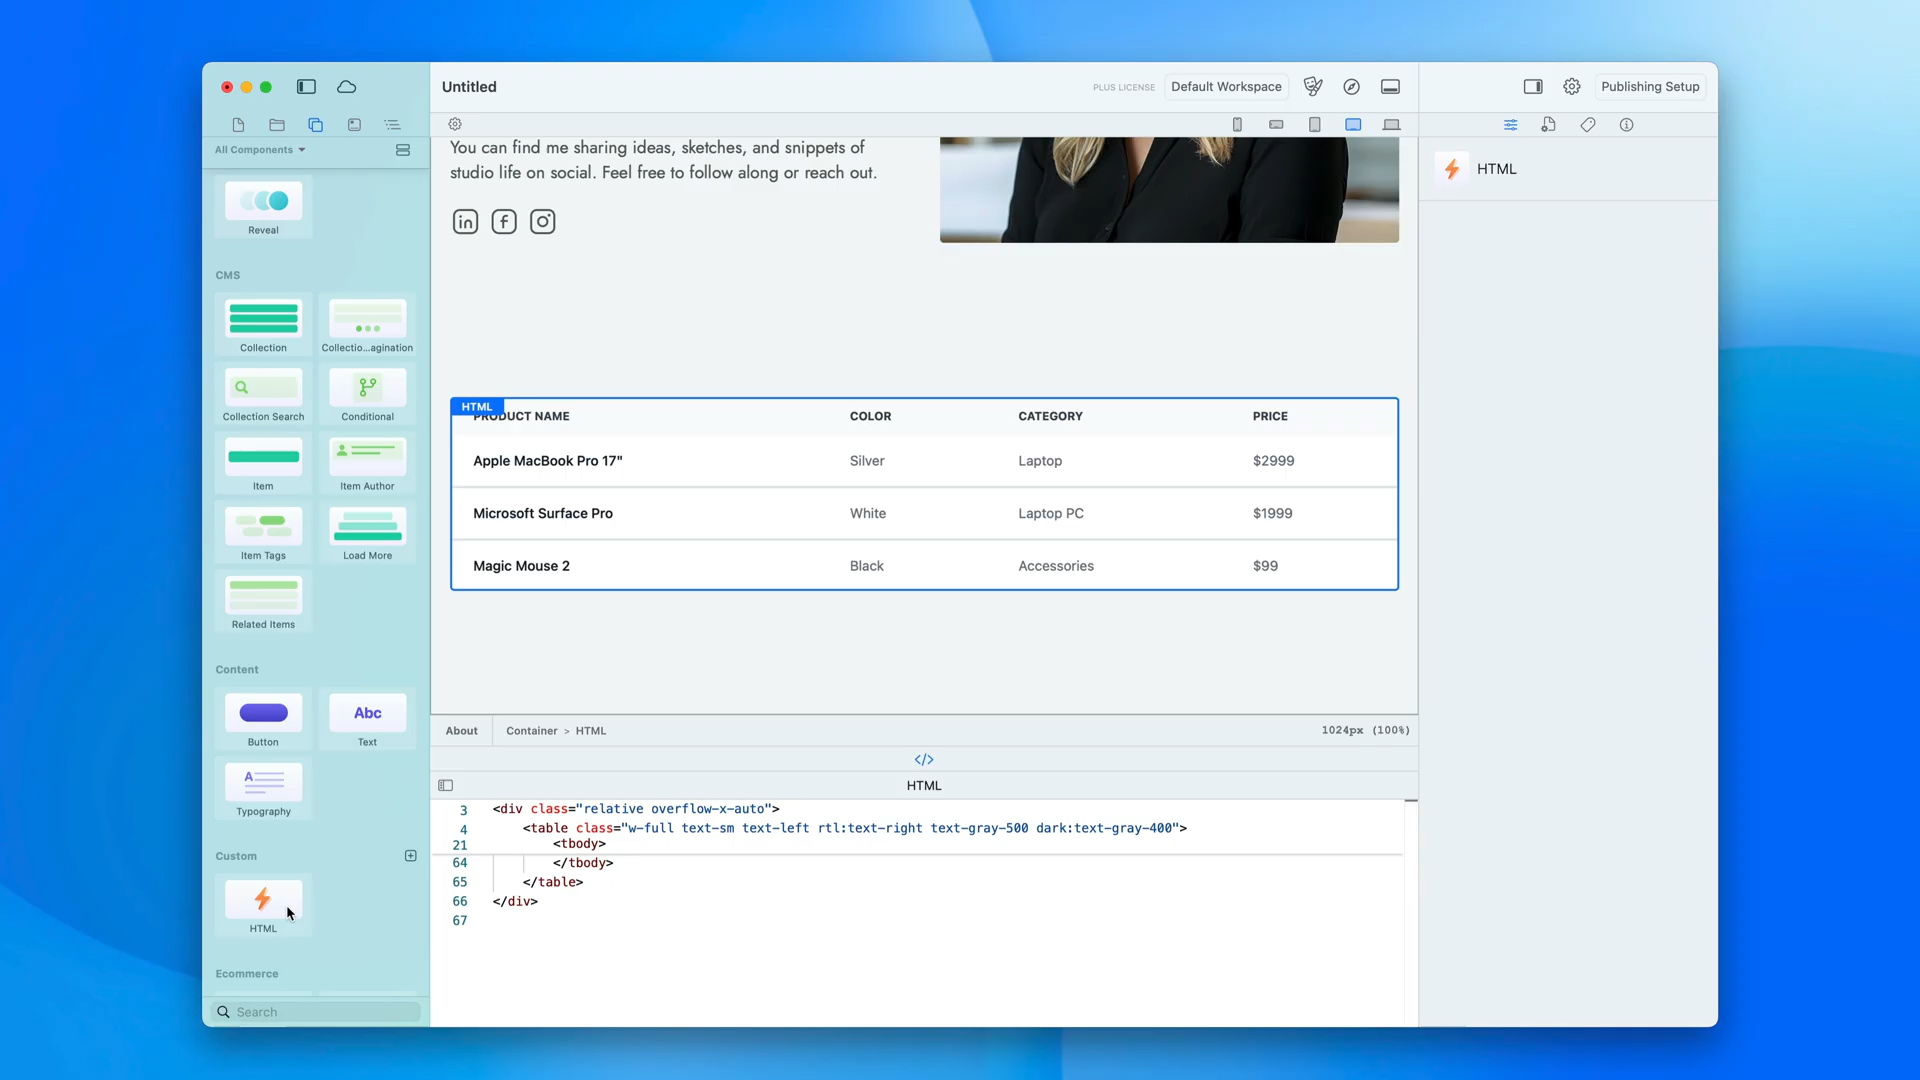 Untitled
PLUS LICENSE
Default Workspace
Publishing Setup
All Components
Reveal
CMS
Collection
Collectio...agination
Collection Search
Conditional
Item
Item Author
Item Tags
Load More
Related Items
Content
Button
Abc
Text
A
Typography
Custom
HTML
Ecommerce
Search
You can find me sharing ideas, sketches, and snippets of
studio life on social. Feel free to follow along or reach out.
HTML
PRODUCT NAME COLOR CATEGORY PRICE
Apple MacBook Pro 17" Silver Laptop $2999
Microsoft Surface Pro White Laptop PC $1999
Magic Mouse 2 Black Accessories $99
About Container > HTML 1024px (100%)
</>
HTML
3 <div class="relative overflow-x-auto">
4 <table class="w-full text-sm text-left rtl:text-right text-gray-500 dark:text-gray-400">
21 <tbody>
64 </tbody>
65 </table>
66 </div>
67
HTML